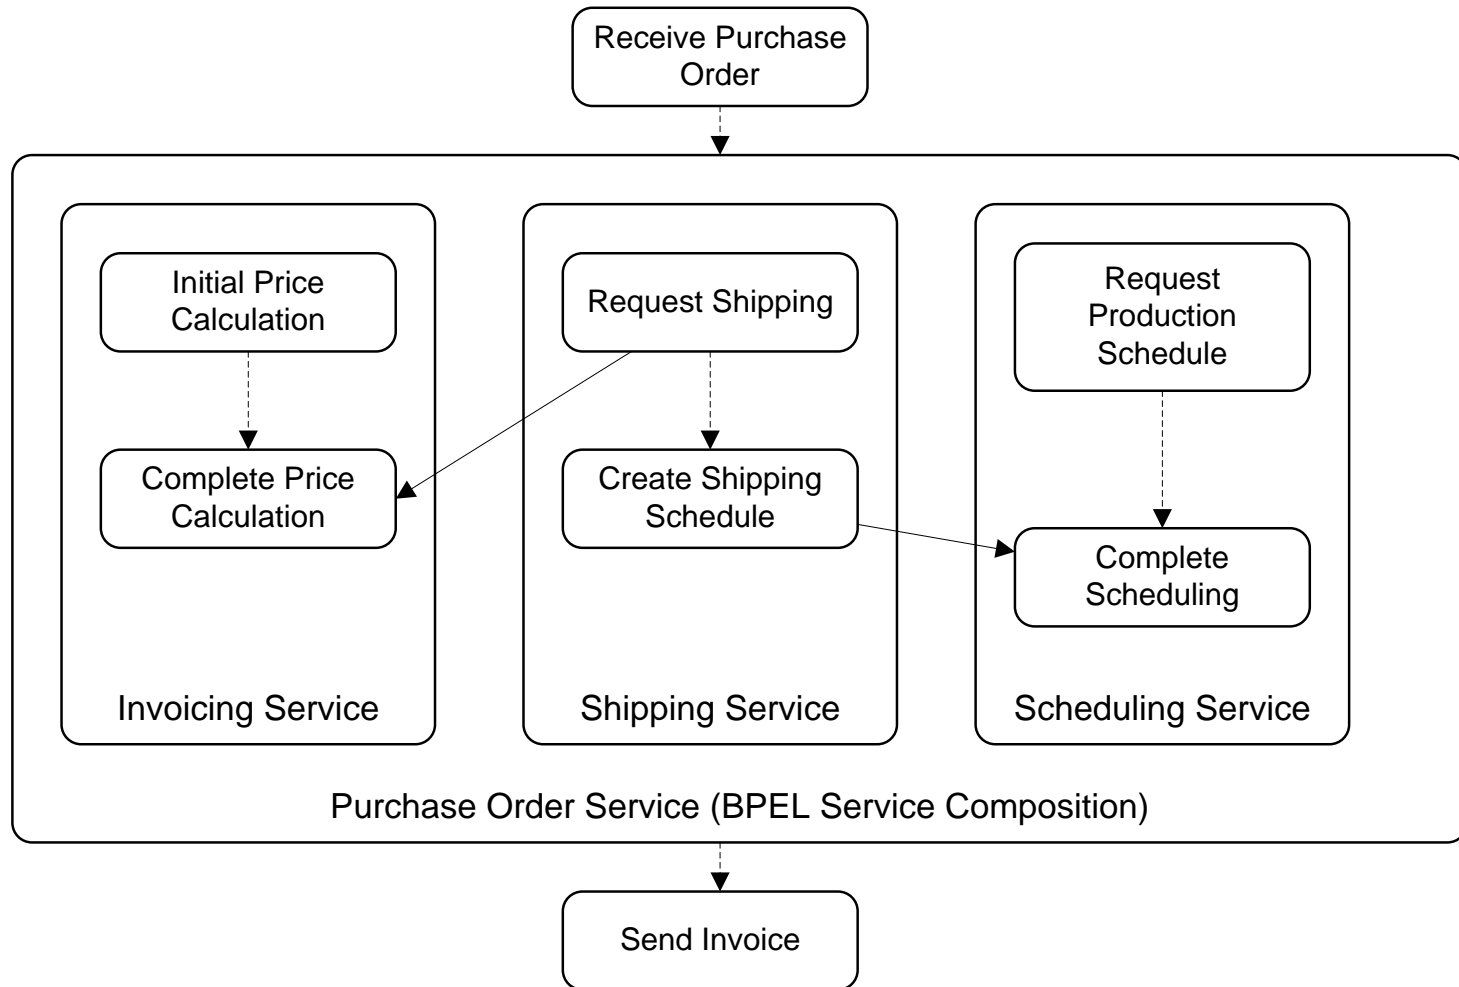 Receive Purchase
Order
Initial Price
Calculation
Request Shipping
Request
Production
Schedule
Complete Price
Calculation
Create Shipping
Schedule
Complete
Scheduling
Invoicing Service
Shipping Service
Scheduling Service
Purchase Order Service (BPEL Service Composition)
Send Invoice